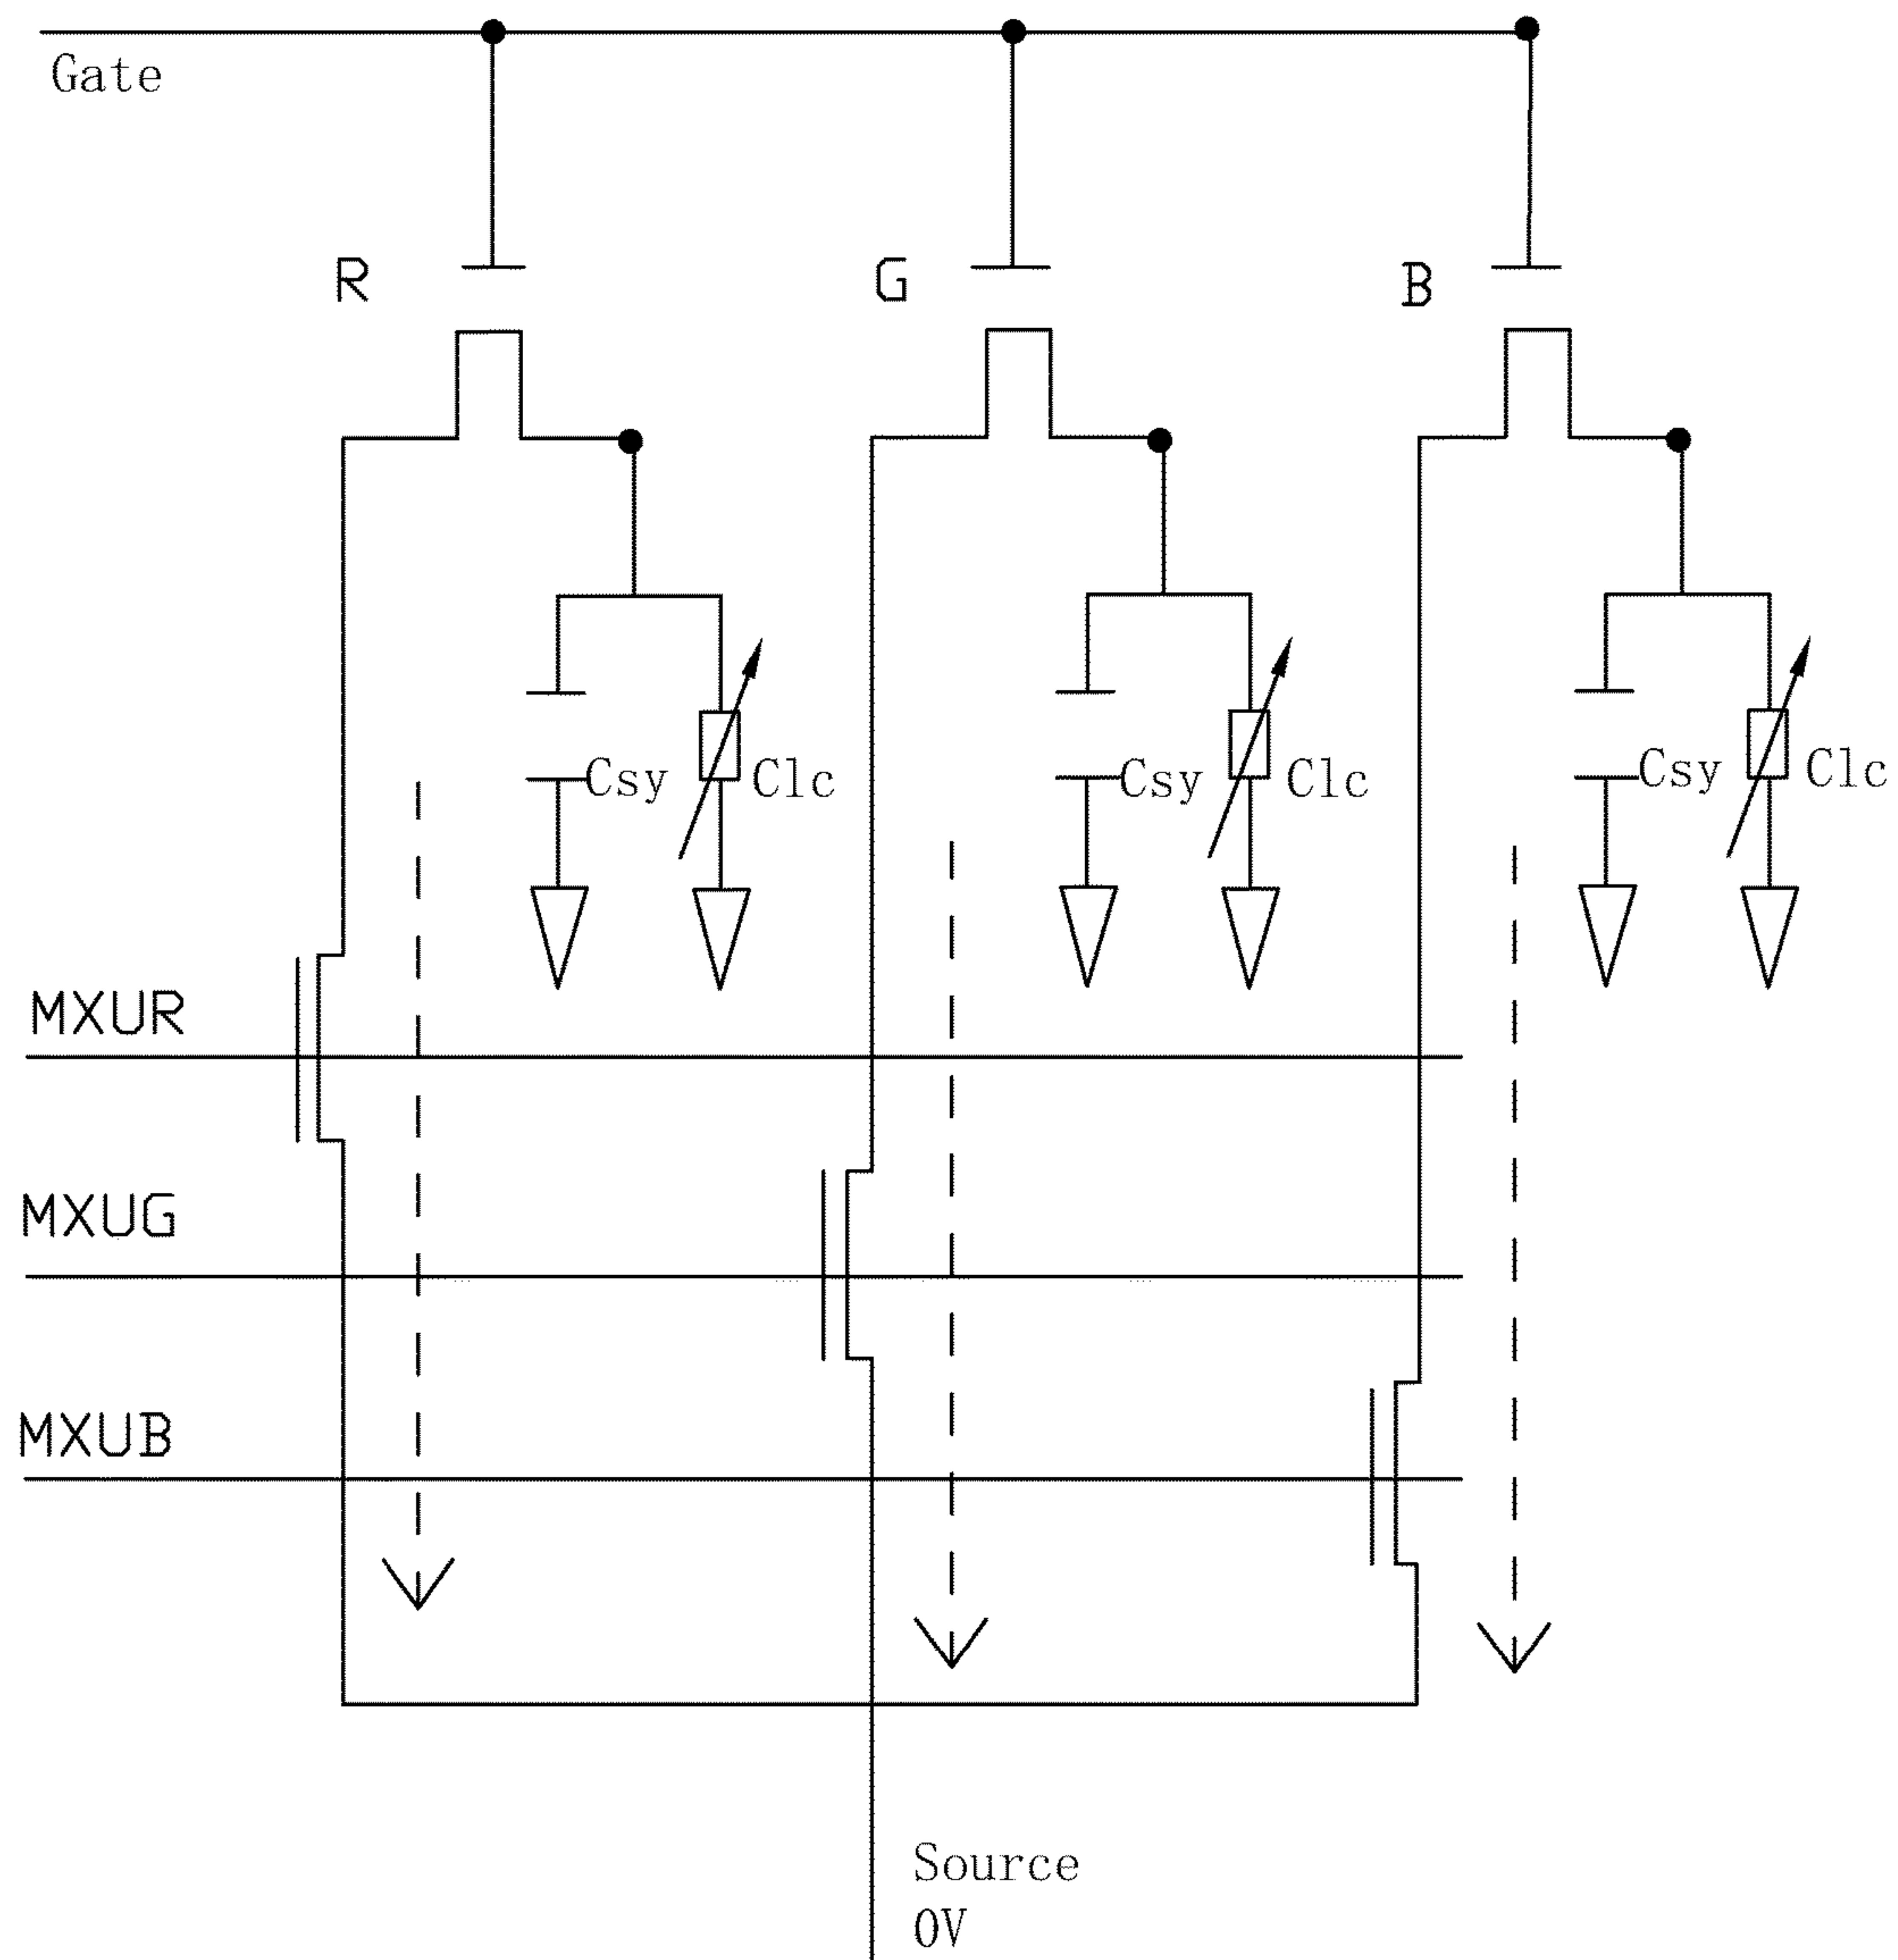 Gate
R
G
B
Csy
Clc
Csy
Clc
Csy
Clc
MXUR
MXUG
MXUB
Source
0V